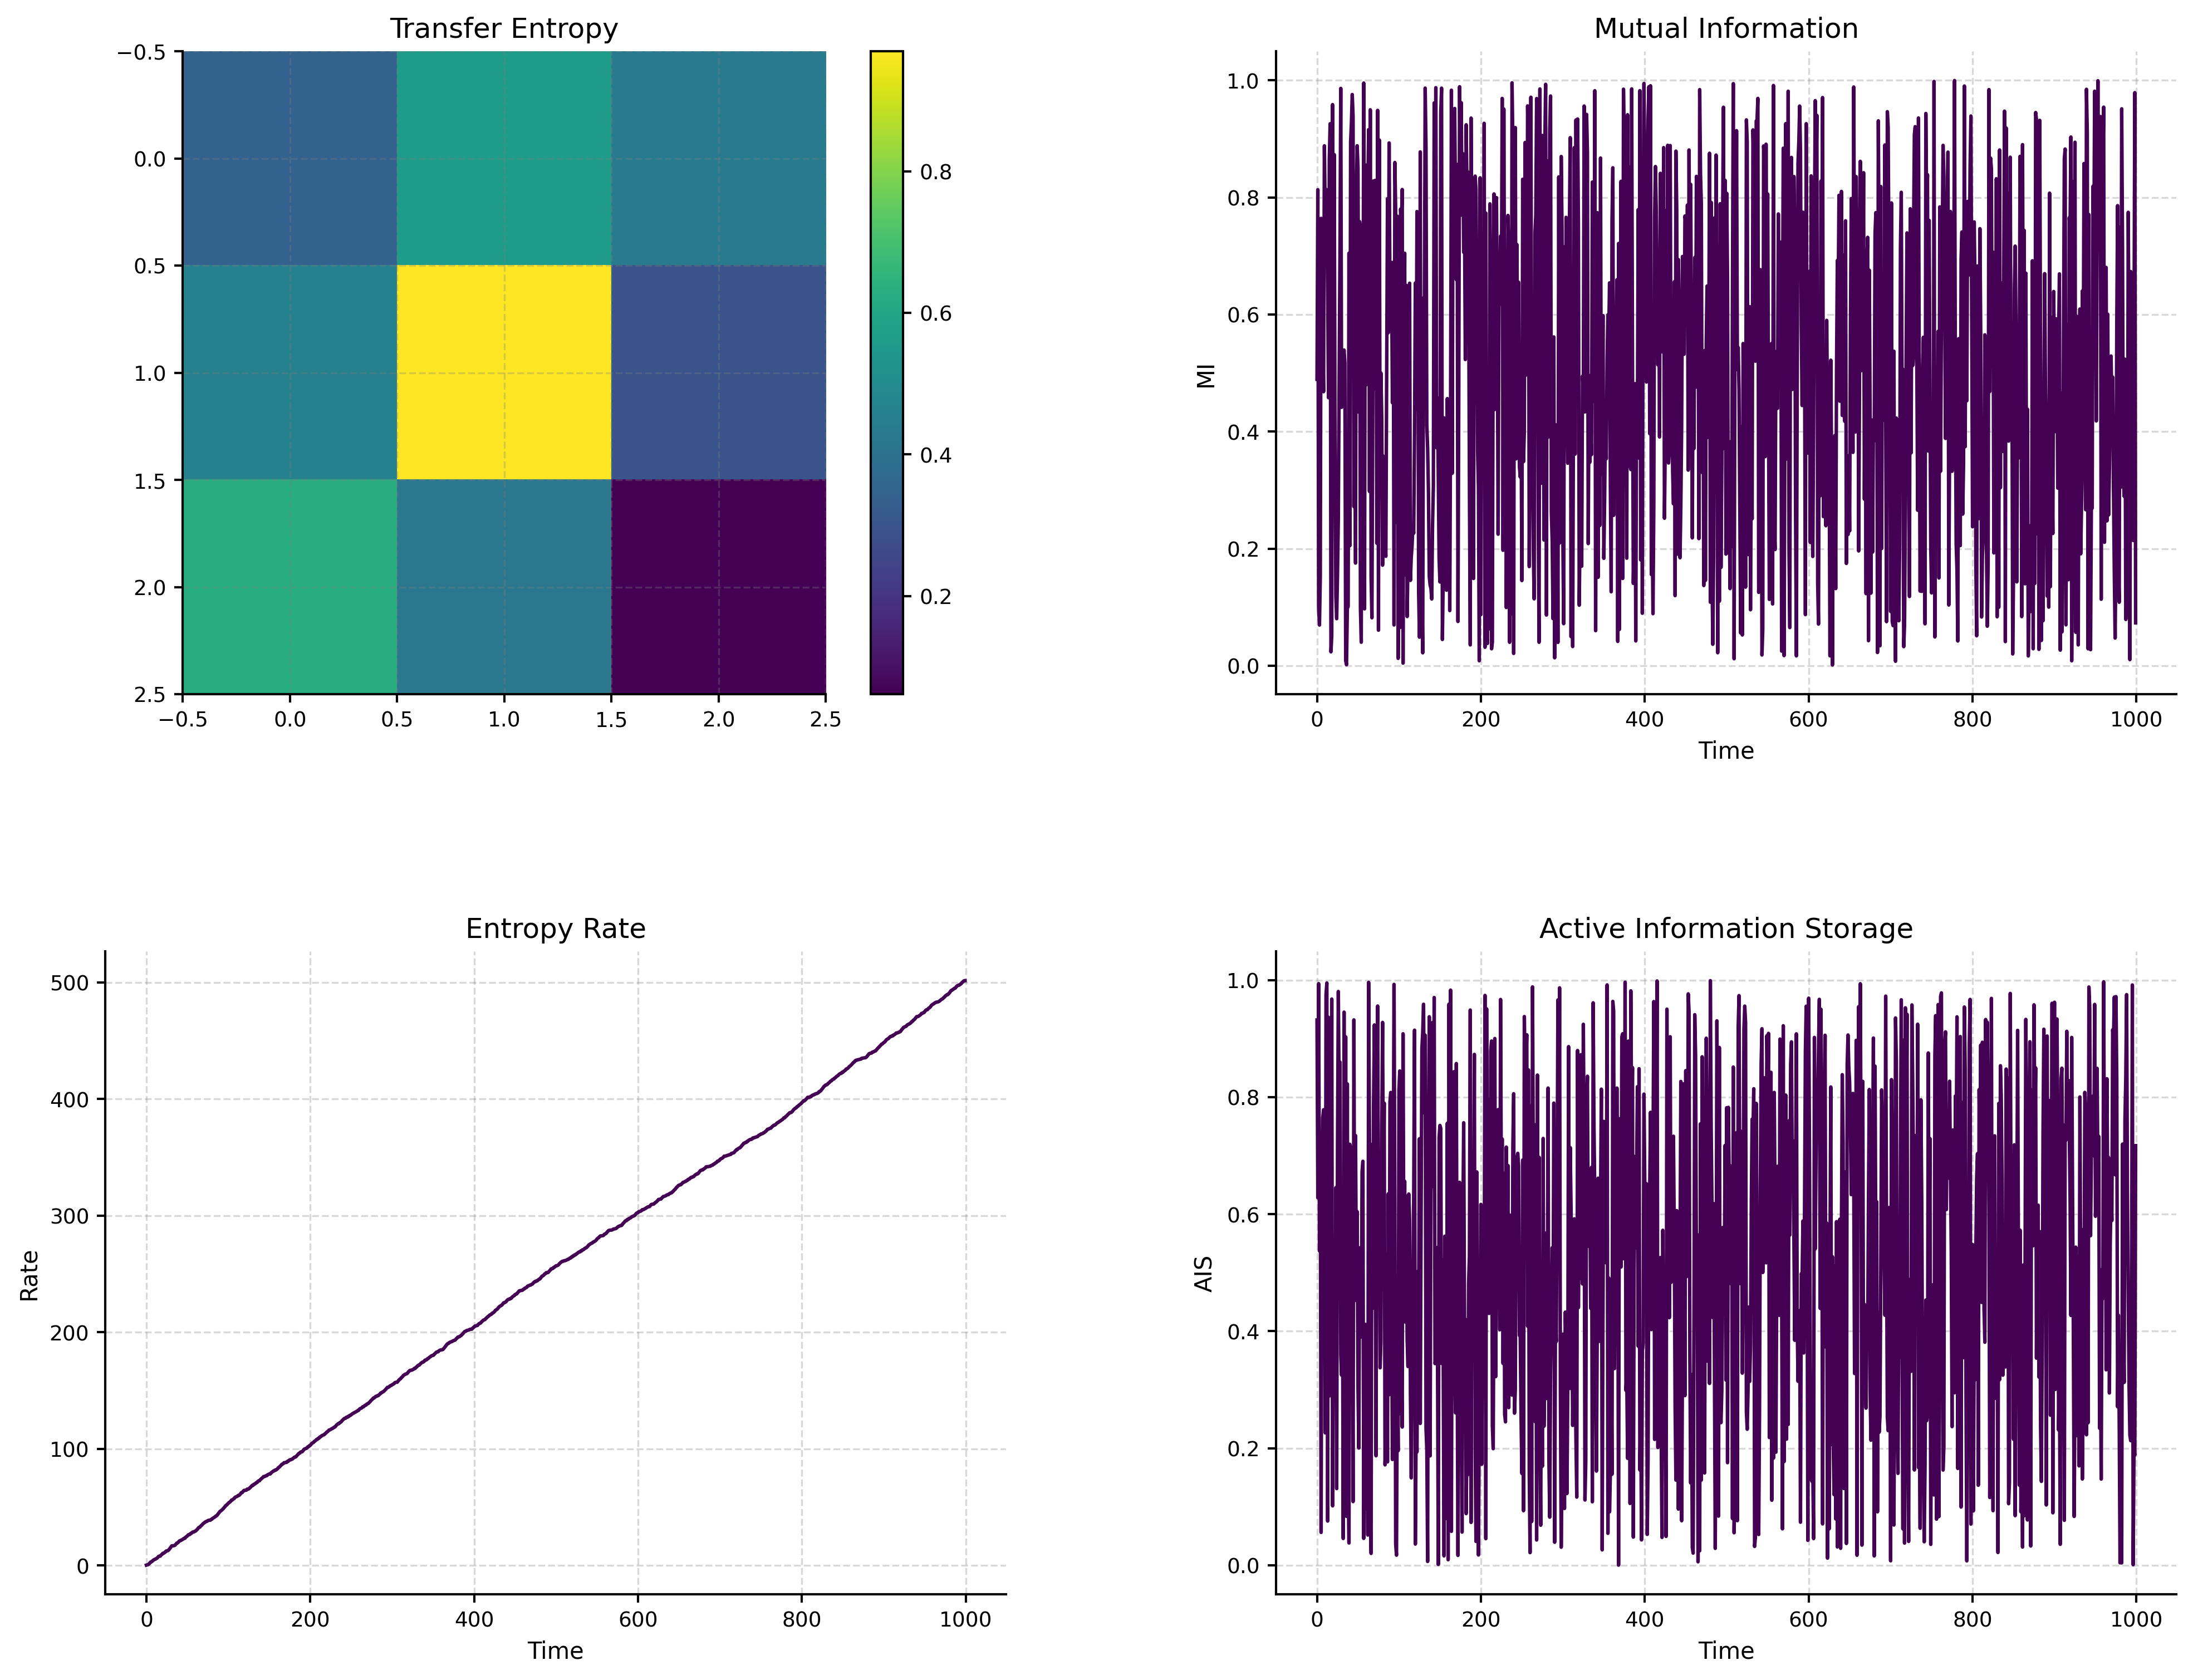 Transfer Entropy
−0.5
0.0
0.5
1.0
1.5
2.0
2.5
−0.5 0.0 0.5 1.0 1.5 2.0 2.5
0.8
0.6
0.4
0.2
Mutual Information
MI
1.0
0.8
0.6
0.4
0.2
0.0
0 200 400 600 800 1000
Time
Entropy Rate
Rate
500
400
300
200
100
0
0 200 400 600 800 1000
Time
Active Information Storage
AIS
1.0
0.8
0.6
0.4
0.2
0.0
0 200 400 600 800 1000
Time